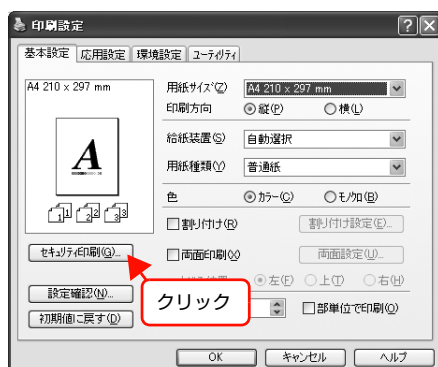 印刷設定
基本設定 応用設定 環境設定 ユーティリティ
A4 210 x 297 mm
用紙サイズ(Z) A4 210 x 297 mm
印刷方向 縦(P) 横(L)
給紙装置(S) 自動選択
用紙種類(Y) 普通紙
A
1 1 2 2 3 3
色 カラー(C) モノクロ(B)
割り付け(R) 割り付け設定(E)...
セキュリティ印刷(G)...
両面印刷(X) 両面設定(U)...
左(F) 上(T) 右(H)
設定確認(N)...
クリック
部単位で印刷(O)
初期値に戻す(D)
OK キャンセル ヘルプ